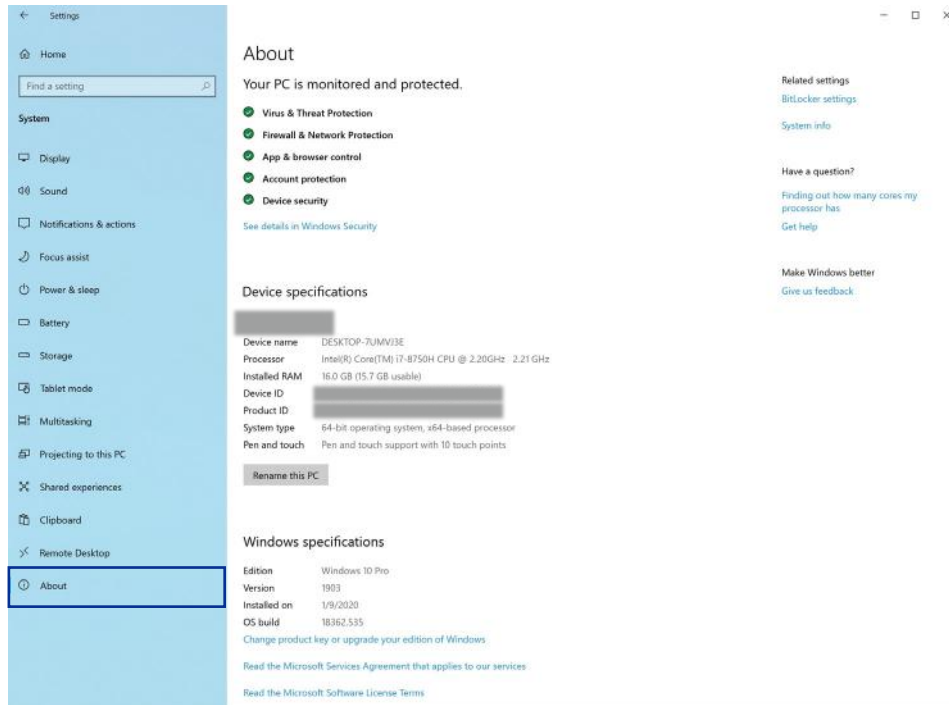 Settings
Home
Find a setting
System
Display
Sound
Notifications & actions
Focus assist
Power & sleep
Battery
Storage
Tablet mode
Multitasking
Projecting to this PC
Shared experiences
Clipboard
Remote Desktop
About
About
Your PC is monitored and protected.
Virus & Threat Protection
Firewall & Network Protection
App & browser control
Account protection
Device security
See details in Windows Security
Device specifications
Device name DESKTOP-7UMVJ3E
Processor Intel(R) Core(TM) i7-8750H CPU @ 2.20GHz 2.21 GHz
Installed RAM 16.0 GB (15.7 GB usable)
Device ID
Product ID
System type 64-bit operating system, x64-based processor
Pen and touch Pen and touch support with 10 touch points
Rename this PC
Windows specifications
Edition Windows 10 Pro
Version 1903
Installed on 1/9/2020
OS build 18362.535
Change product key or upgrade your edition of Windows
Read the Microsoft Services Agreement that applies to our services
Read the Microsoft Software License Terms
Related settings
BitLocker settings
System info
Have a question?
Finding out how many cores my
processor has
Get help
Make Windows better
Give us feedback